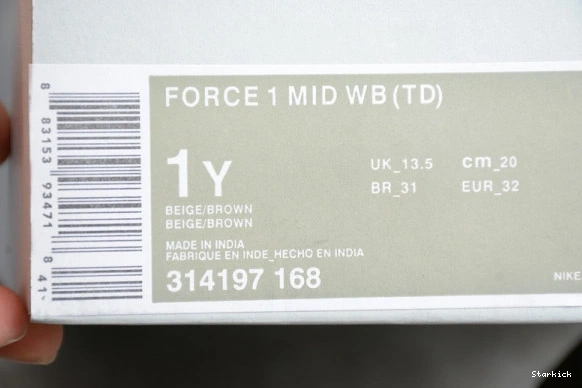 FORCE 1 MID WB (TD)
1Y
UK_13.5 cm_20
BR_31 EUR_32
BEIGE/BROWN
BEIGE/BROWN
MADE IN INDIA
FABRIQUE EN INDE_HECHO EN INDIA
314197 168
NIKE
8 83153 93471 8 41
Starkick